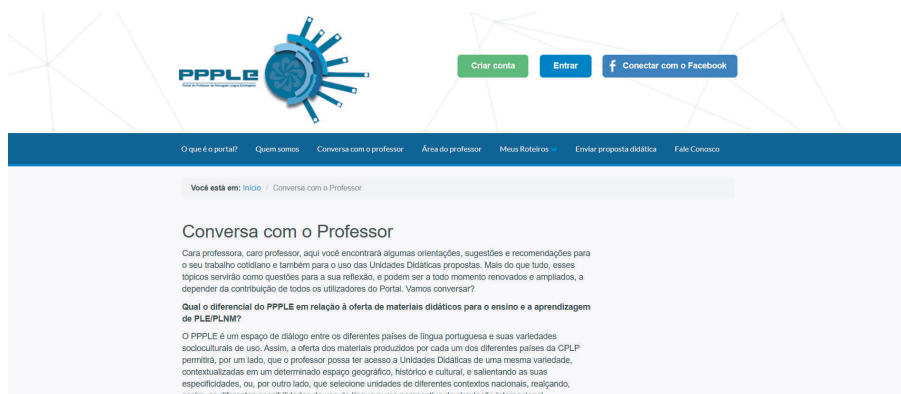 PPPLE
Portal do Professor de Português Língua Estrangeira
Criar conta
Entrar
f Conectar com o Facebook
O que é o portal?
Quem somos
Conversa com o professor
Área do professor
Meus Roteiros
Enviar proposta didática
Fale Conosco
Você está em: Início / Conversa com o Professor
Conversa com o Professor
Cara professora, caro professor, aqui você encontrará algumas orientações, sugestões e recomendações para
o seu trabalho cotidiano e também para o uso das Unidades Didáticas propostas. Mais do que tudo, esses
tópicos servirão como questões para a sua reflexão, e podem ser a todo momento renovados e ampliados, a
depender da contribuição de todos os utilizadores do Portal. Vamos conversar?
Qual o diferencial do PPPLE em relação à oferta de materiais didáticos para o ensino e a aprendizagem
de PLE/PLNM?
O PPPLE é um espaço de diálogo entre os diferentes países de língua portuguesa e suas variedades
socioculturais de uso. Assim, a oferta dos materiais produzidos por cada um dos diferentes países da CPLP
permitirá, por um lado, que o professor possa ter acesso a Unidades Didáticas de uma mesma variedade,
contextualizadas em um determinado espaço geográfico, histórico e cultural, e salientando as suas
especificidades, ou, por outro lado, que selecione unidades de diferentes contextos nacionais, realçando,